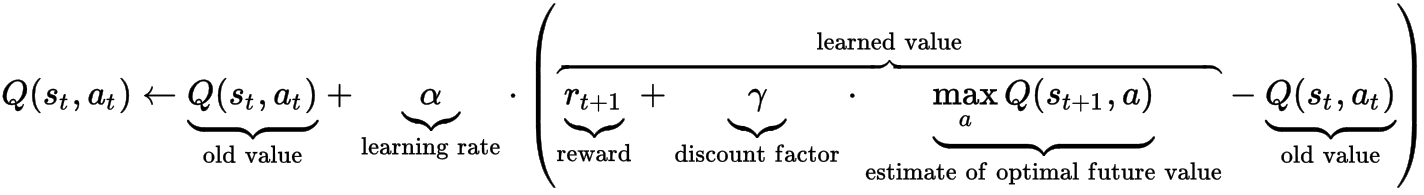 learned value
Q(s_t, a_t) ← Q(s_t, a_t) + α · ( r_{t+1} + γ · max_a Q(s_{t+1}, a) − Q(s_t, a_t) )
old value learning rate reward discount factor estimate of optimal future value old value